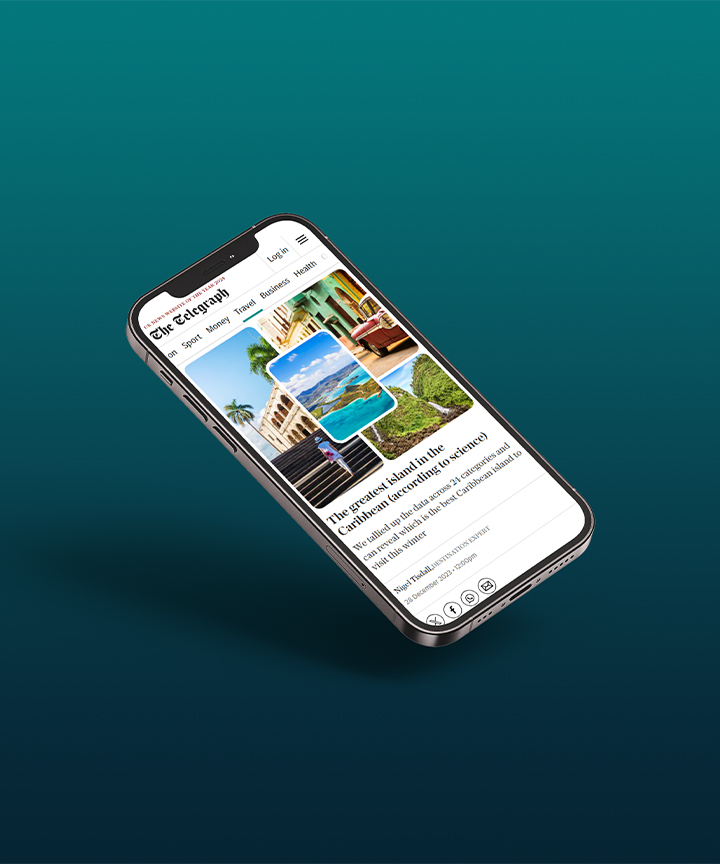 Log in
UK NEWS WEBSITE OF THE YEAR 2024
The Telegraph
on Sport Money Travel Business Health
The greatest island in the
Caribbean (according to science)
We tallied up the data across 24 categories and
can reveal which is the best Caribbean island to
visit this winter
Nigel Tisdall, DESTINATION EXPERT
28 December 2023 • 12:00pm